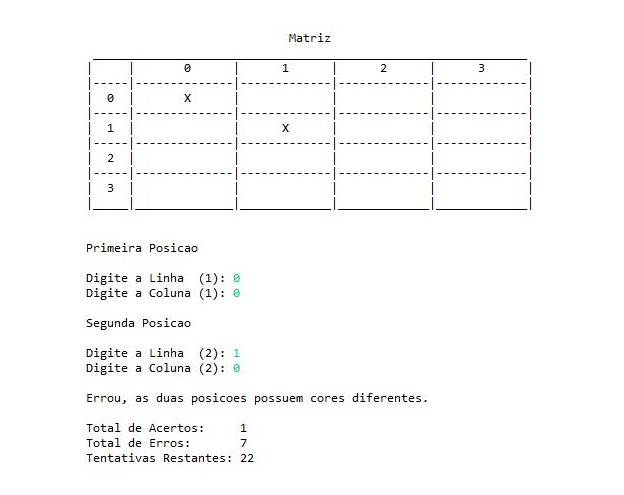 Matriz
0 1 2 3
0 X
1 X
2
3
Primeira Posicao
Digite a Linha  (1): 0
Digite a Coluna (1): 0
Segunda Posicao
Digite a Linha  (2): 1
Digite a Coluna (2): 0
Errou, as duas posicoes possuem cores diferentes.
Total de Acertos:     1
Total de Erros:       7
Tentativas Restantes: 22